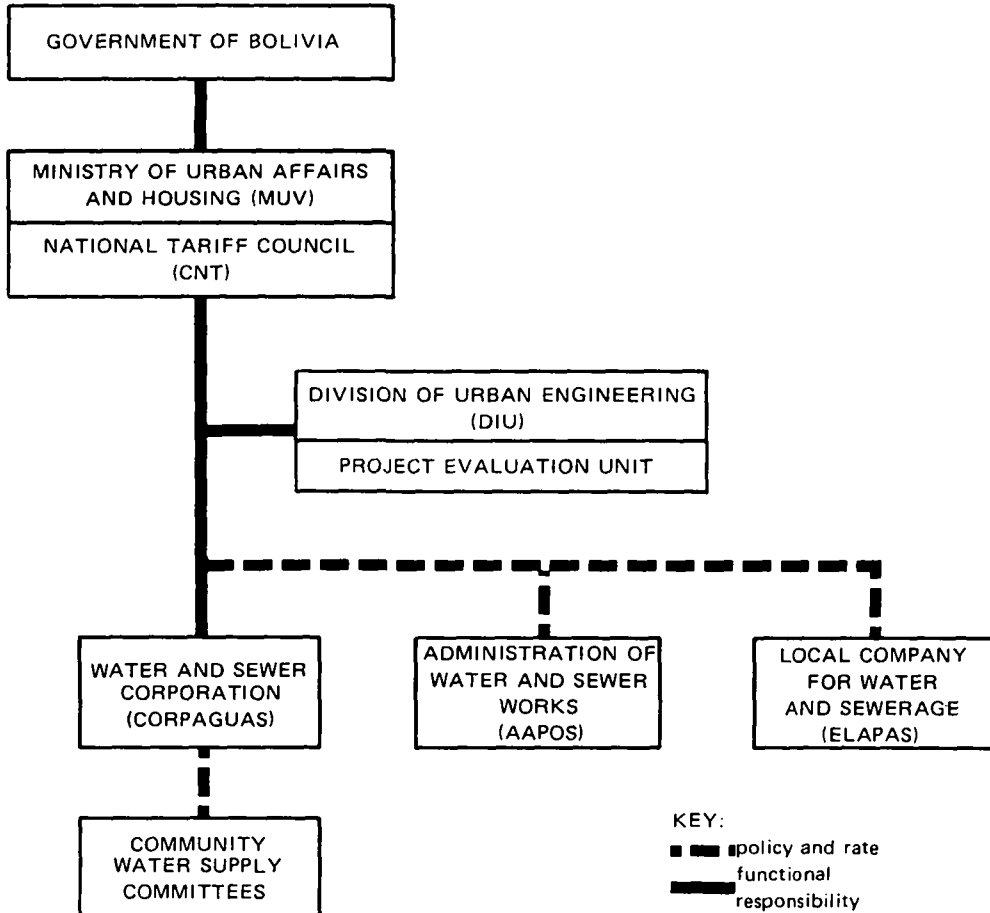 GOVERNMENT OF BOLIVIA
MINISTRY OF URBAN AFFAIRS
AND HOUSING (MUV)
NATIONAL TARIFF COUNCIL
(CNT)
DIVISION OF URBAN ENGINEERING
(DIU)
PROJECT EVALUATION UNIT
WATER AND SEWER
CORPORATION
(CORPAGUAS)
ADMINISTRATION OF
WATER AND SEWER
WORKS
(AAPOS)
LOCAL COMPANY
FOR WATER
AND SEWERAGE
(ELAPAS)
COMMUNITY
WATER SUPPLY
COMMITTEES
KEY:
policy and rate
functional
responsibility